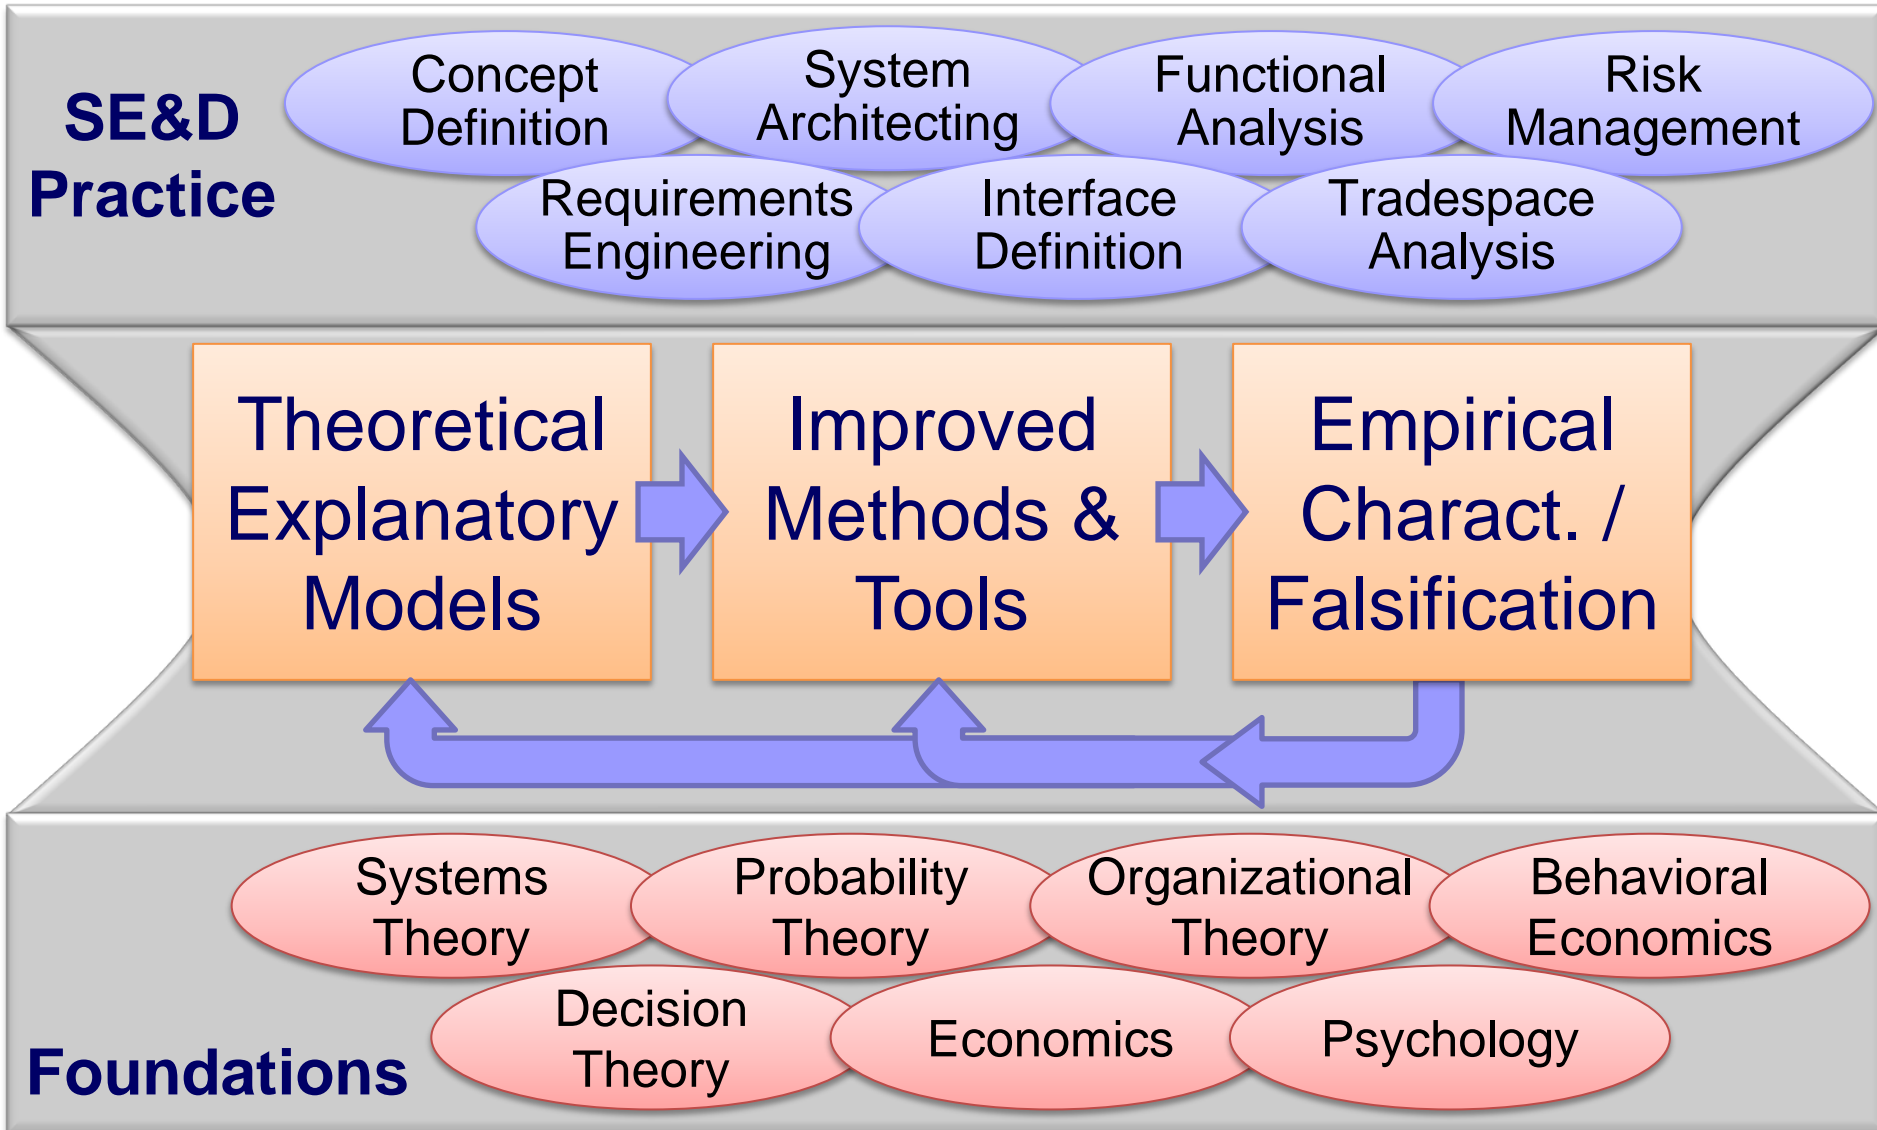 SE&D
Practice
Concept
Definition
System
Architecting
Functional
Analysis
Risk
Management
Requirements
Engineering
Interface
Definition
Tradespace
Analysis
Theoretical
Explanatory
Models
Improved
Methods &
Tools
Empirical
Charact. /
Falsification
Systems
Theory
Probability
Theory
Organizational
Theory
Behavioral
Economics
Decision
Theory
Economics
Psychology
Foundations